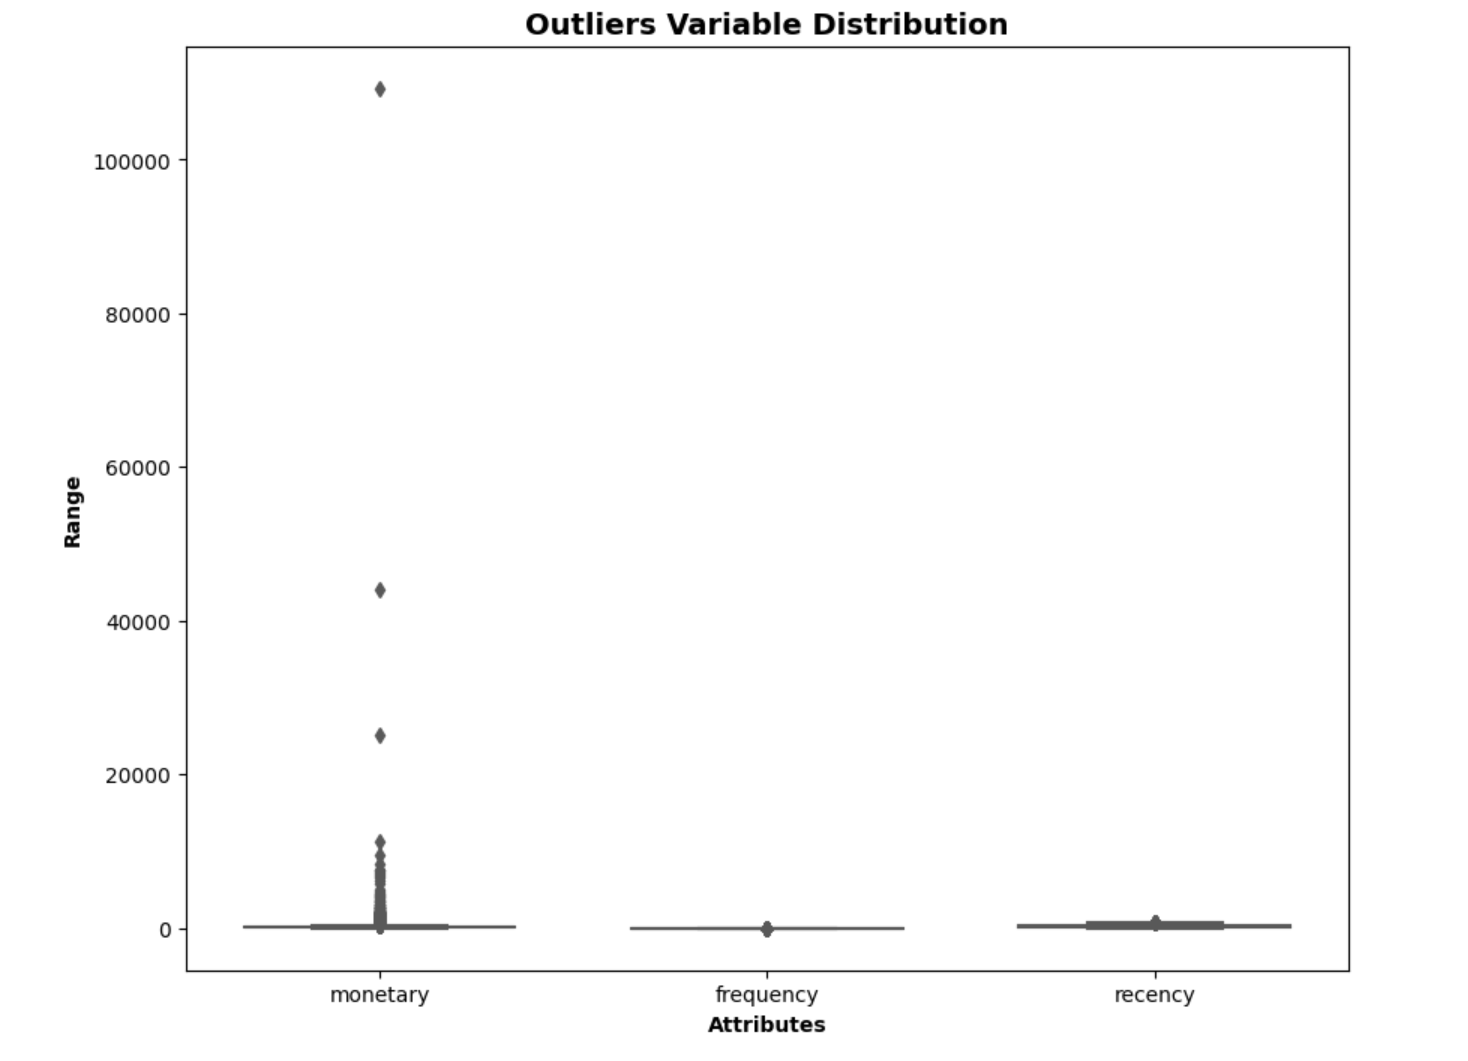 Outliers Variable Distribution
100000
80000
60000
40000
20000
0
Range
monetary frequency recency
Attributes